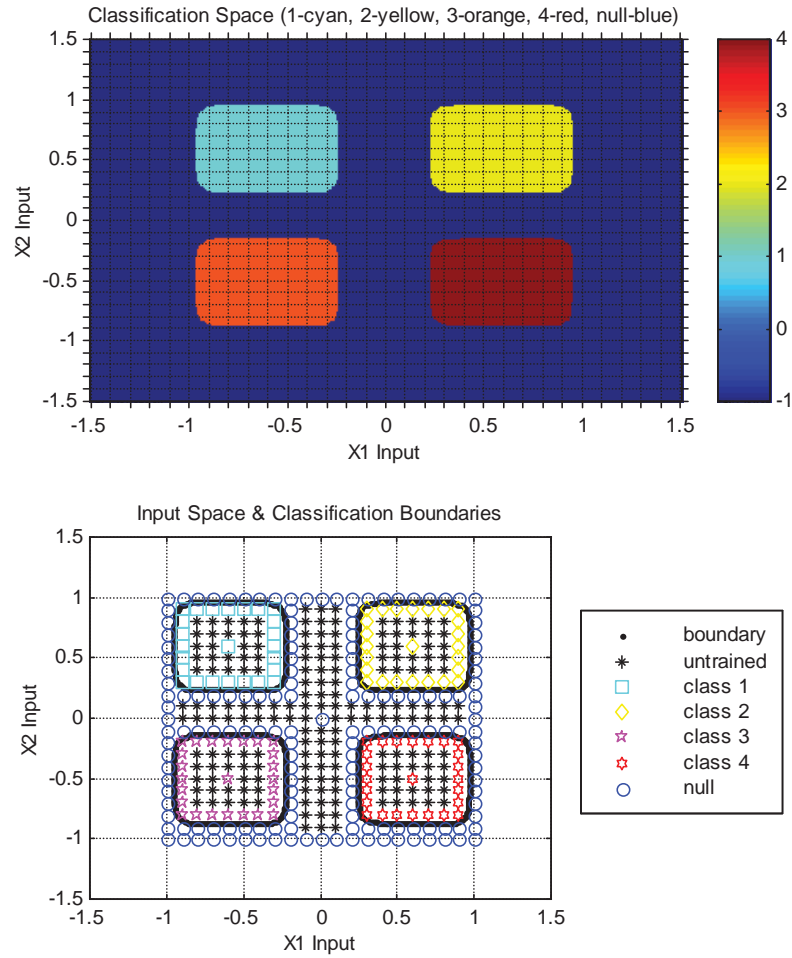 Classification Space (1-cyan, 2-yellow, 3-orange, 4-red, null-blue)
1.5
1
0.5
0
-0.5
-1
-1.5
X2 Input
-1.5
-1
-0.5
0
0.5
1
1.5
X1 Input
4
3
2
1
0
-1
Input Space & Classification Boundaries
1.5
1
0.5
0
-0.5
-1
-1.5
X2 Input
-1.5
-1
-0.5
0
0.5
1
1.5
X1 Input
boundary
untrained
class 1
class 2
class 3
class 4
null